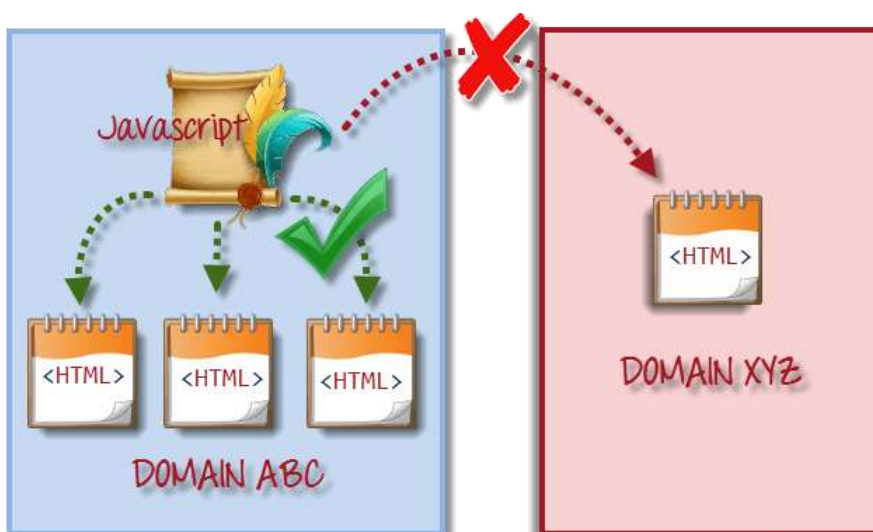 Javascript
<HTML>
<HTML>
<HTML>
DOMAIN ABC
<HTML>
DOMAIN XYZ